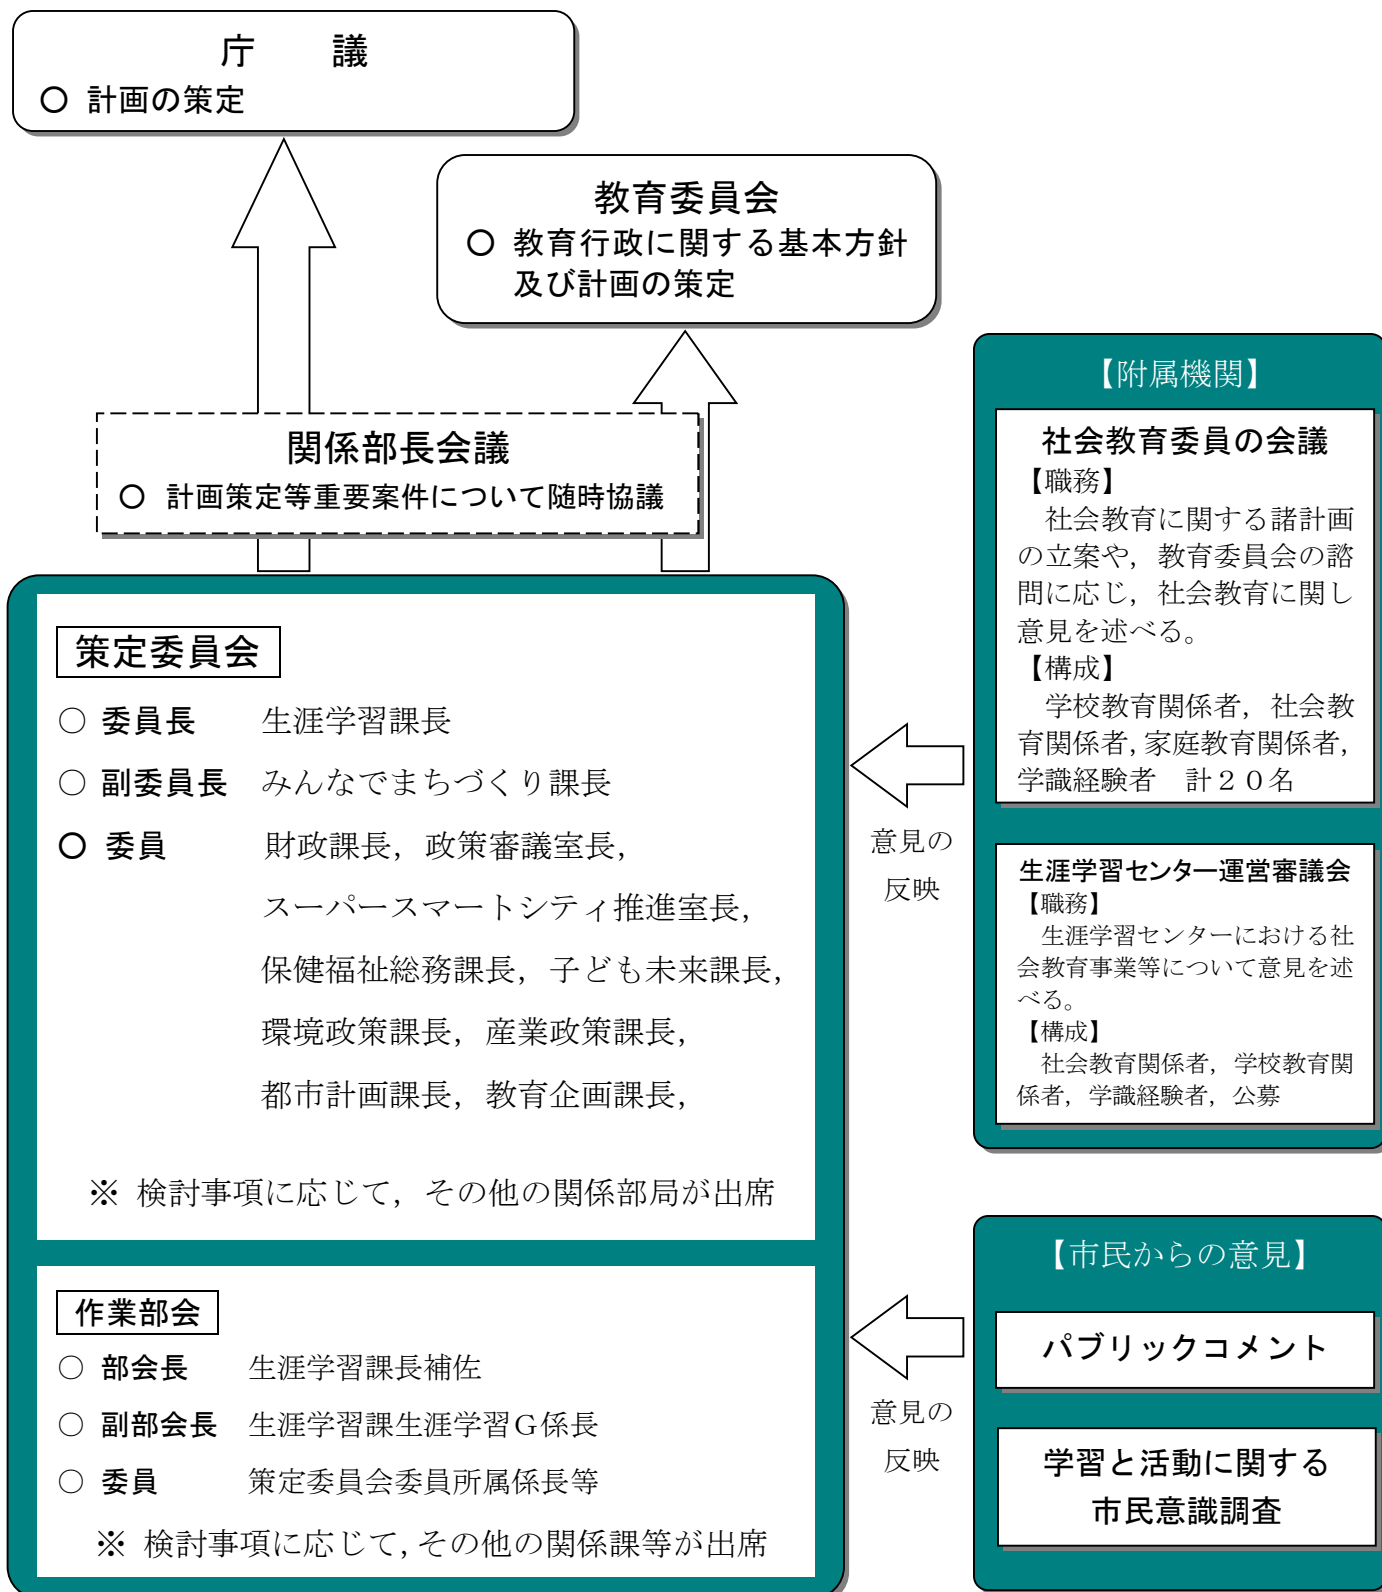 庁　　議
○ 計画の策定
教育委員会
○ 教育行政に関する基本方針
及び計画の策定
関係部長会議
○ 計画策定等重要案件について随時協議
策定委員会
○ 委員長　生涯学習課長
○ 副委員長　みんなでまちづくり課長
○ 委員　財政課長，政策審議室長，
スーパースマートシティ推進室長，
保健福祉総務課長，子ども未来課長，
環境政策課長，産業政策課長，
都市計画課長，教育企画課長，
※ 検討事項に応じて，その他の関係部局が出席
作業部会
○ 部会長　生涯学習課長補佐
○ 副部会長　生涯学習課生涯学習Ｇ係長
○ 委員　策定委員会委員所属係長等
※ 検討事項に応じて，その他の関係課等が出席
意見の
反映
意見の
反映
【附属機関】
社会教育委員の会議
【職務】
社会教育に関する諸計画
の立案や，教育委員会の諮
問に応じ，社会教育に関し
意見を述べる。
【構成】
学校教育関係者，社会教
育関係者，家庭教育関係者，
学識経験者　計２０名
生涯学習センター運営審議会
【職務】
生涯学習センターにおける社
会教育事業等について意見を述
べる。
【構成】
社会教育関係者，学校教育関
係者，学識経験者，公募
【市民からの意見】
パブリックコメント
学習と活動に関する
市民意識調査